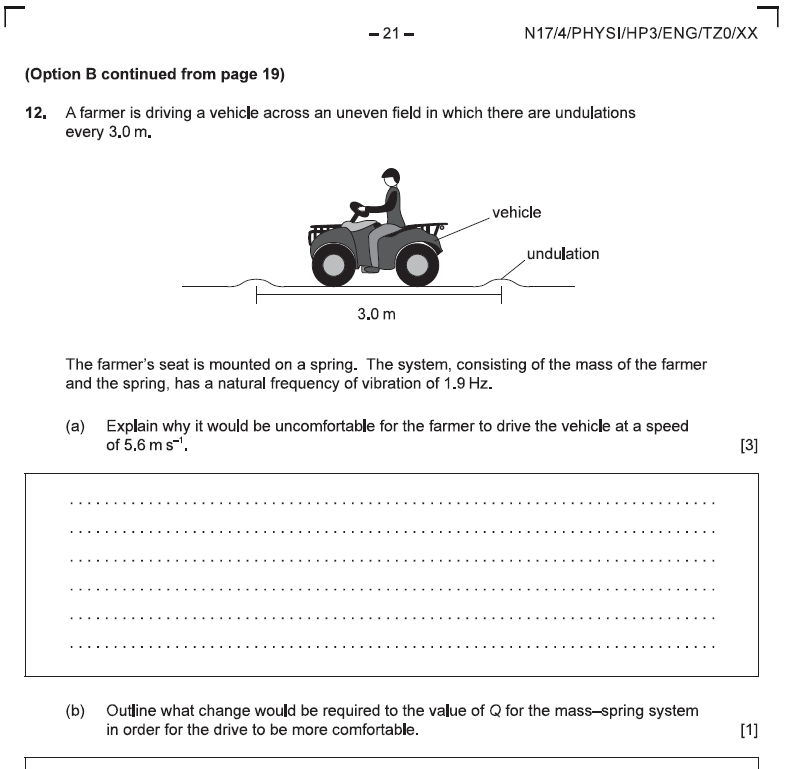 – 21 –
N17/4/PHYSI/HP3/ENG/TZ0/XX
(Option B continued from page 19)
12. A farmer is driving a vehicle across an uneven field in which there are undulations
every 3.0 m.
vehicle
undulation
3.0 m
The farmer’s seat is mounted on a spring. The system, consisting of the mass of the farmer
and the spring, has a natural frequency of vibration of 1.9 Hz.
(a) Explain why it would be uncomfortable for the farmer to drive the vehicle at a speed
of 5.6 m s⁻¹. [3]
(b) Outline what change would be required to the value of Q for the mass–spring system
in order for the drive to be more comfortable. [1]